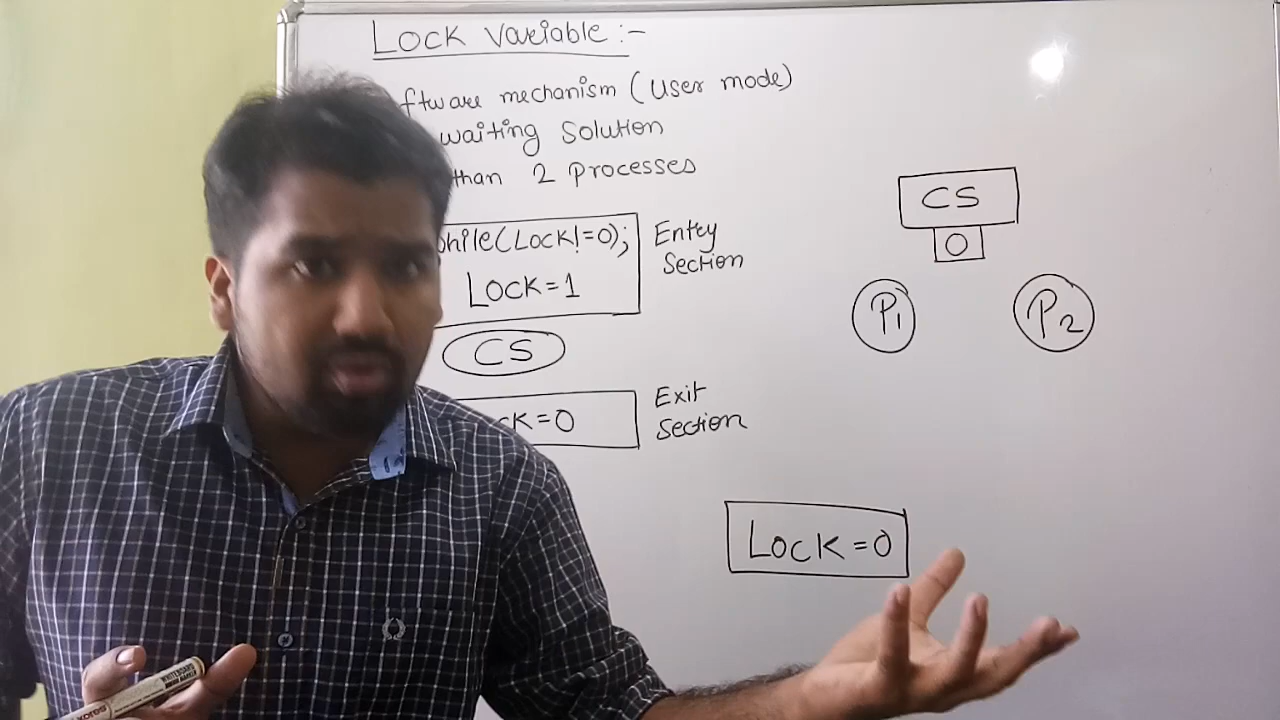 Lock Variable :-
ftware mechanism (User mode)
waiting Solution
than 2 Processes
while(Lock!=0);
Lock=1
Entry
Section
CS
ck=0
Exit
Section
CS
0
P1
P2
Lock=0